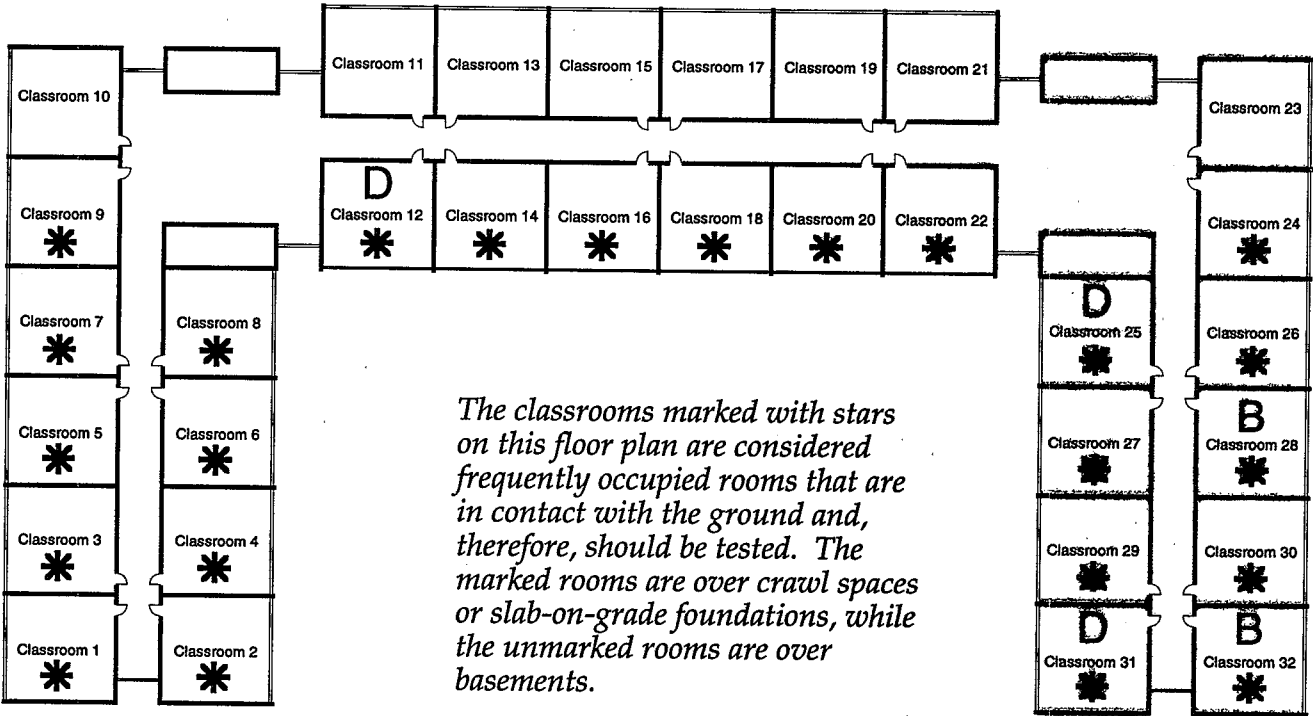 Classroom 11
Classroom 13
Classroom 15
Classroom 17
Classroom 19
Classroom 21
Classroom 10
Classroom 23
D
Classroom 12
Classroom 14
Classroom 16
Classroom 18
Classroom 20
Classroom 22
Classroom 9
Classroom 24
Classroom 7
Classroom 8
D
Classroom 25
Classroom 26
Classroom 5
Classroom 6
Classroom 27
B
Classroom 28
Classroom 3
Classroom 4
Classroom 29
Classroom 30
Classroom 1
Classroom 2
D
Classroom 31
B
Classroom 32
The classrooms marked with stars
on this floor plan are considered
frequently occupied rooms that are
in contact with the ground and,
therefore, should be tested. The
marked rooms are over crawl spaces
or slab-on-grade foundations, while
the unmarked rooms are over
basements.